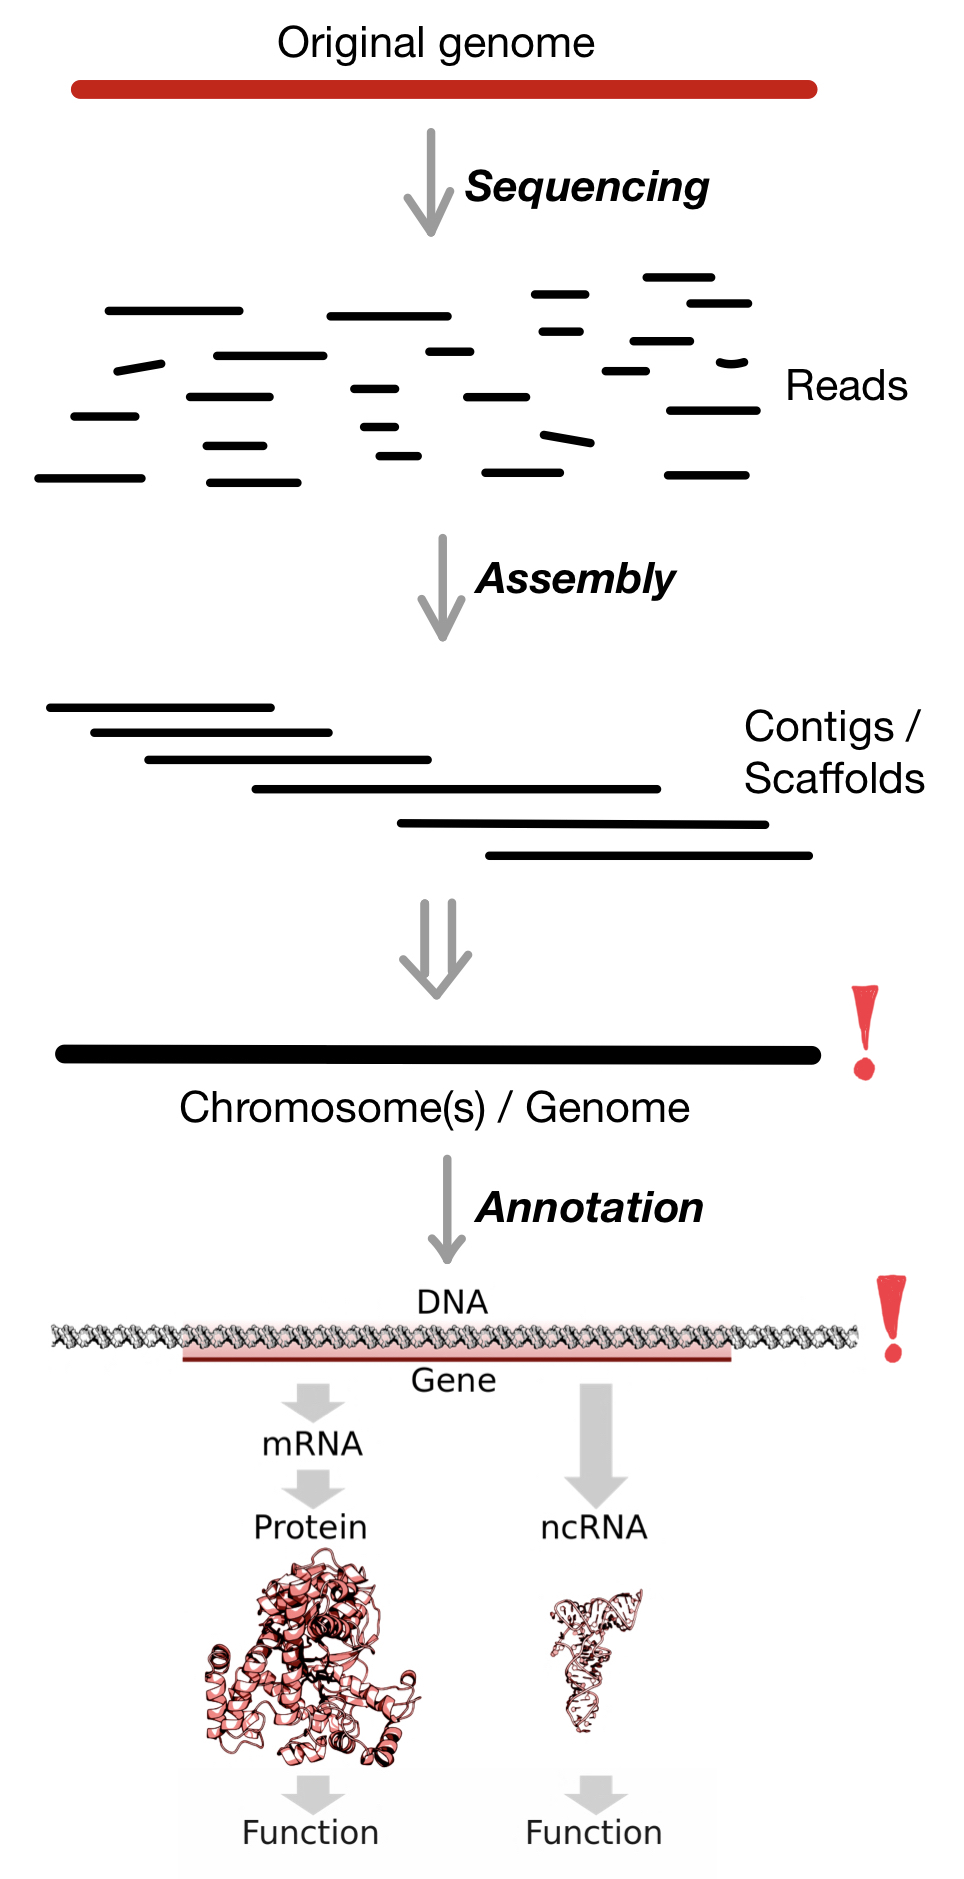 Original genome
Sequencing
Reads
Assembly
Contigs /
Scaffolds
!
Chromosome(s) / Genome
Annotation
DNA
!
Gene
mRNA
Protein
ncRNA
Function
Function